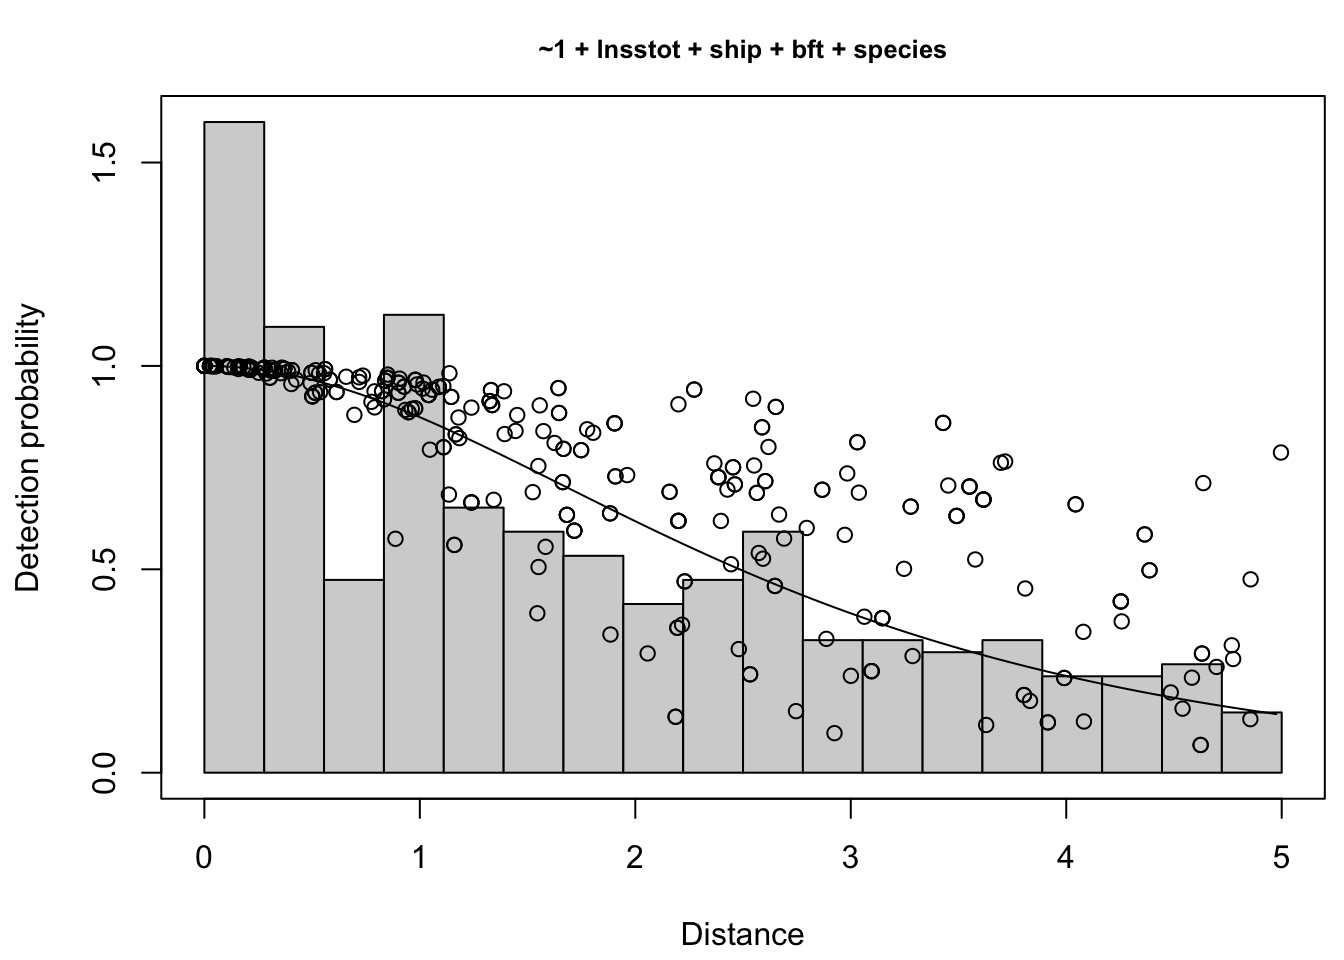 ~1 + lnsstot + ship + bft + species
Detection probability
1.5
1.0
0.5
0.0
0 1 2 3 4 5
Distance